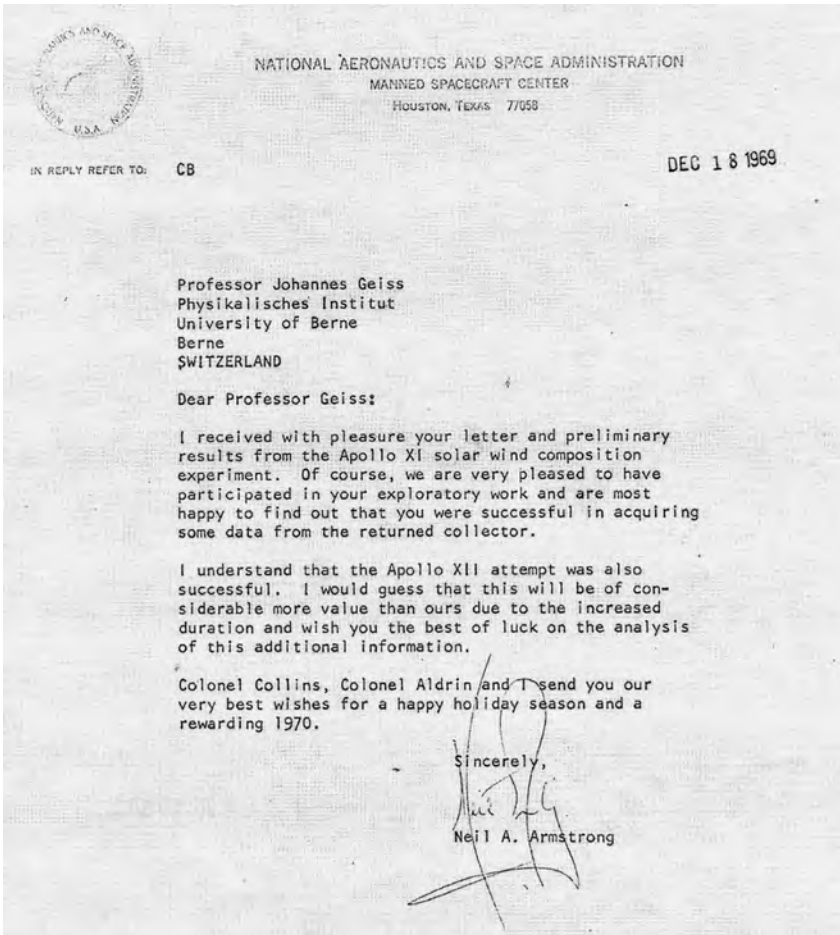 NATIONAL AERONAUTICS AND SPACE ADMINISTRATION
U.S.A.
NATIONAL AERONAUTICS AND SPACE ADMINISTRATION
MANNED SPACECRAFT CENTER
HOUSTON, TEXAS 77058
IN REPLY REFER TO: CB
DEC 18 1969
Professor Johannes Geiss
Physikalisches Institut
University of Berne
Berne
SWITZERLAND
Dear Professor Geiss:
I received with pleasure your letter and preliminary
results from the Apollo XI solar wind composition
experiment. Of course, we are very pleased to have
participated in your exploratory work and are most
happy to find out that you were successful in acquiring
some data from the returned collector.
I understand that the Apollo XII attempt was also
successful. I would guess that this will be of con-
siderable more value than ours due to the increased
duration and wish you the best of luck on the analysis
of this additional information.
Colonel Collins, Colonel Aldrin and I send you our
very best wishes for a happy holiday season and a
rewarding 1970.
Sincerely,
Neil A. Armstrong